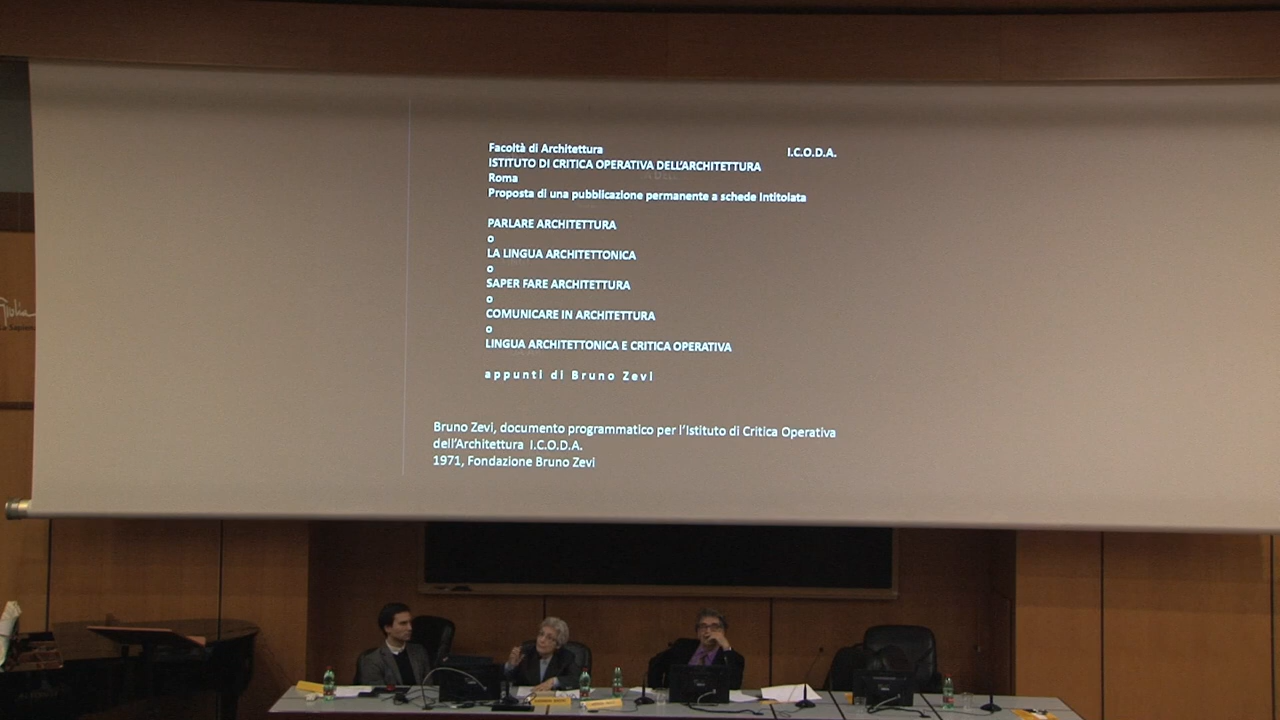 Facoltà di Architettura I.C.O.D.A.
ISTITUTO DI CRITICA OPERATIVA DELL'ARCHITETTURA
Roma
Proposta di una pubblicazione permanente a schede Intitolata
PARLARE ARCHITETTURA
o
LA LINGUA ARCHITETTONICA
o
SAPER FARE ARCHITETTURA
o
COMUNICARE IN ARCHITETTURA
o
LINGUA ARCHITETTONICA E CRITICA OPERATIVA
appunti di Bruno Zevi
Bruno Zevi, documento programmatico per l'Istituto di Critica Operativa
dell'Architettura I.C.O.D.A.
1971, Fondazione Bruno Zevi
Giulia